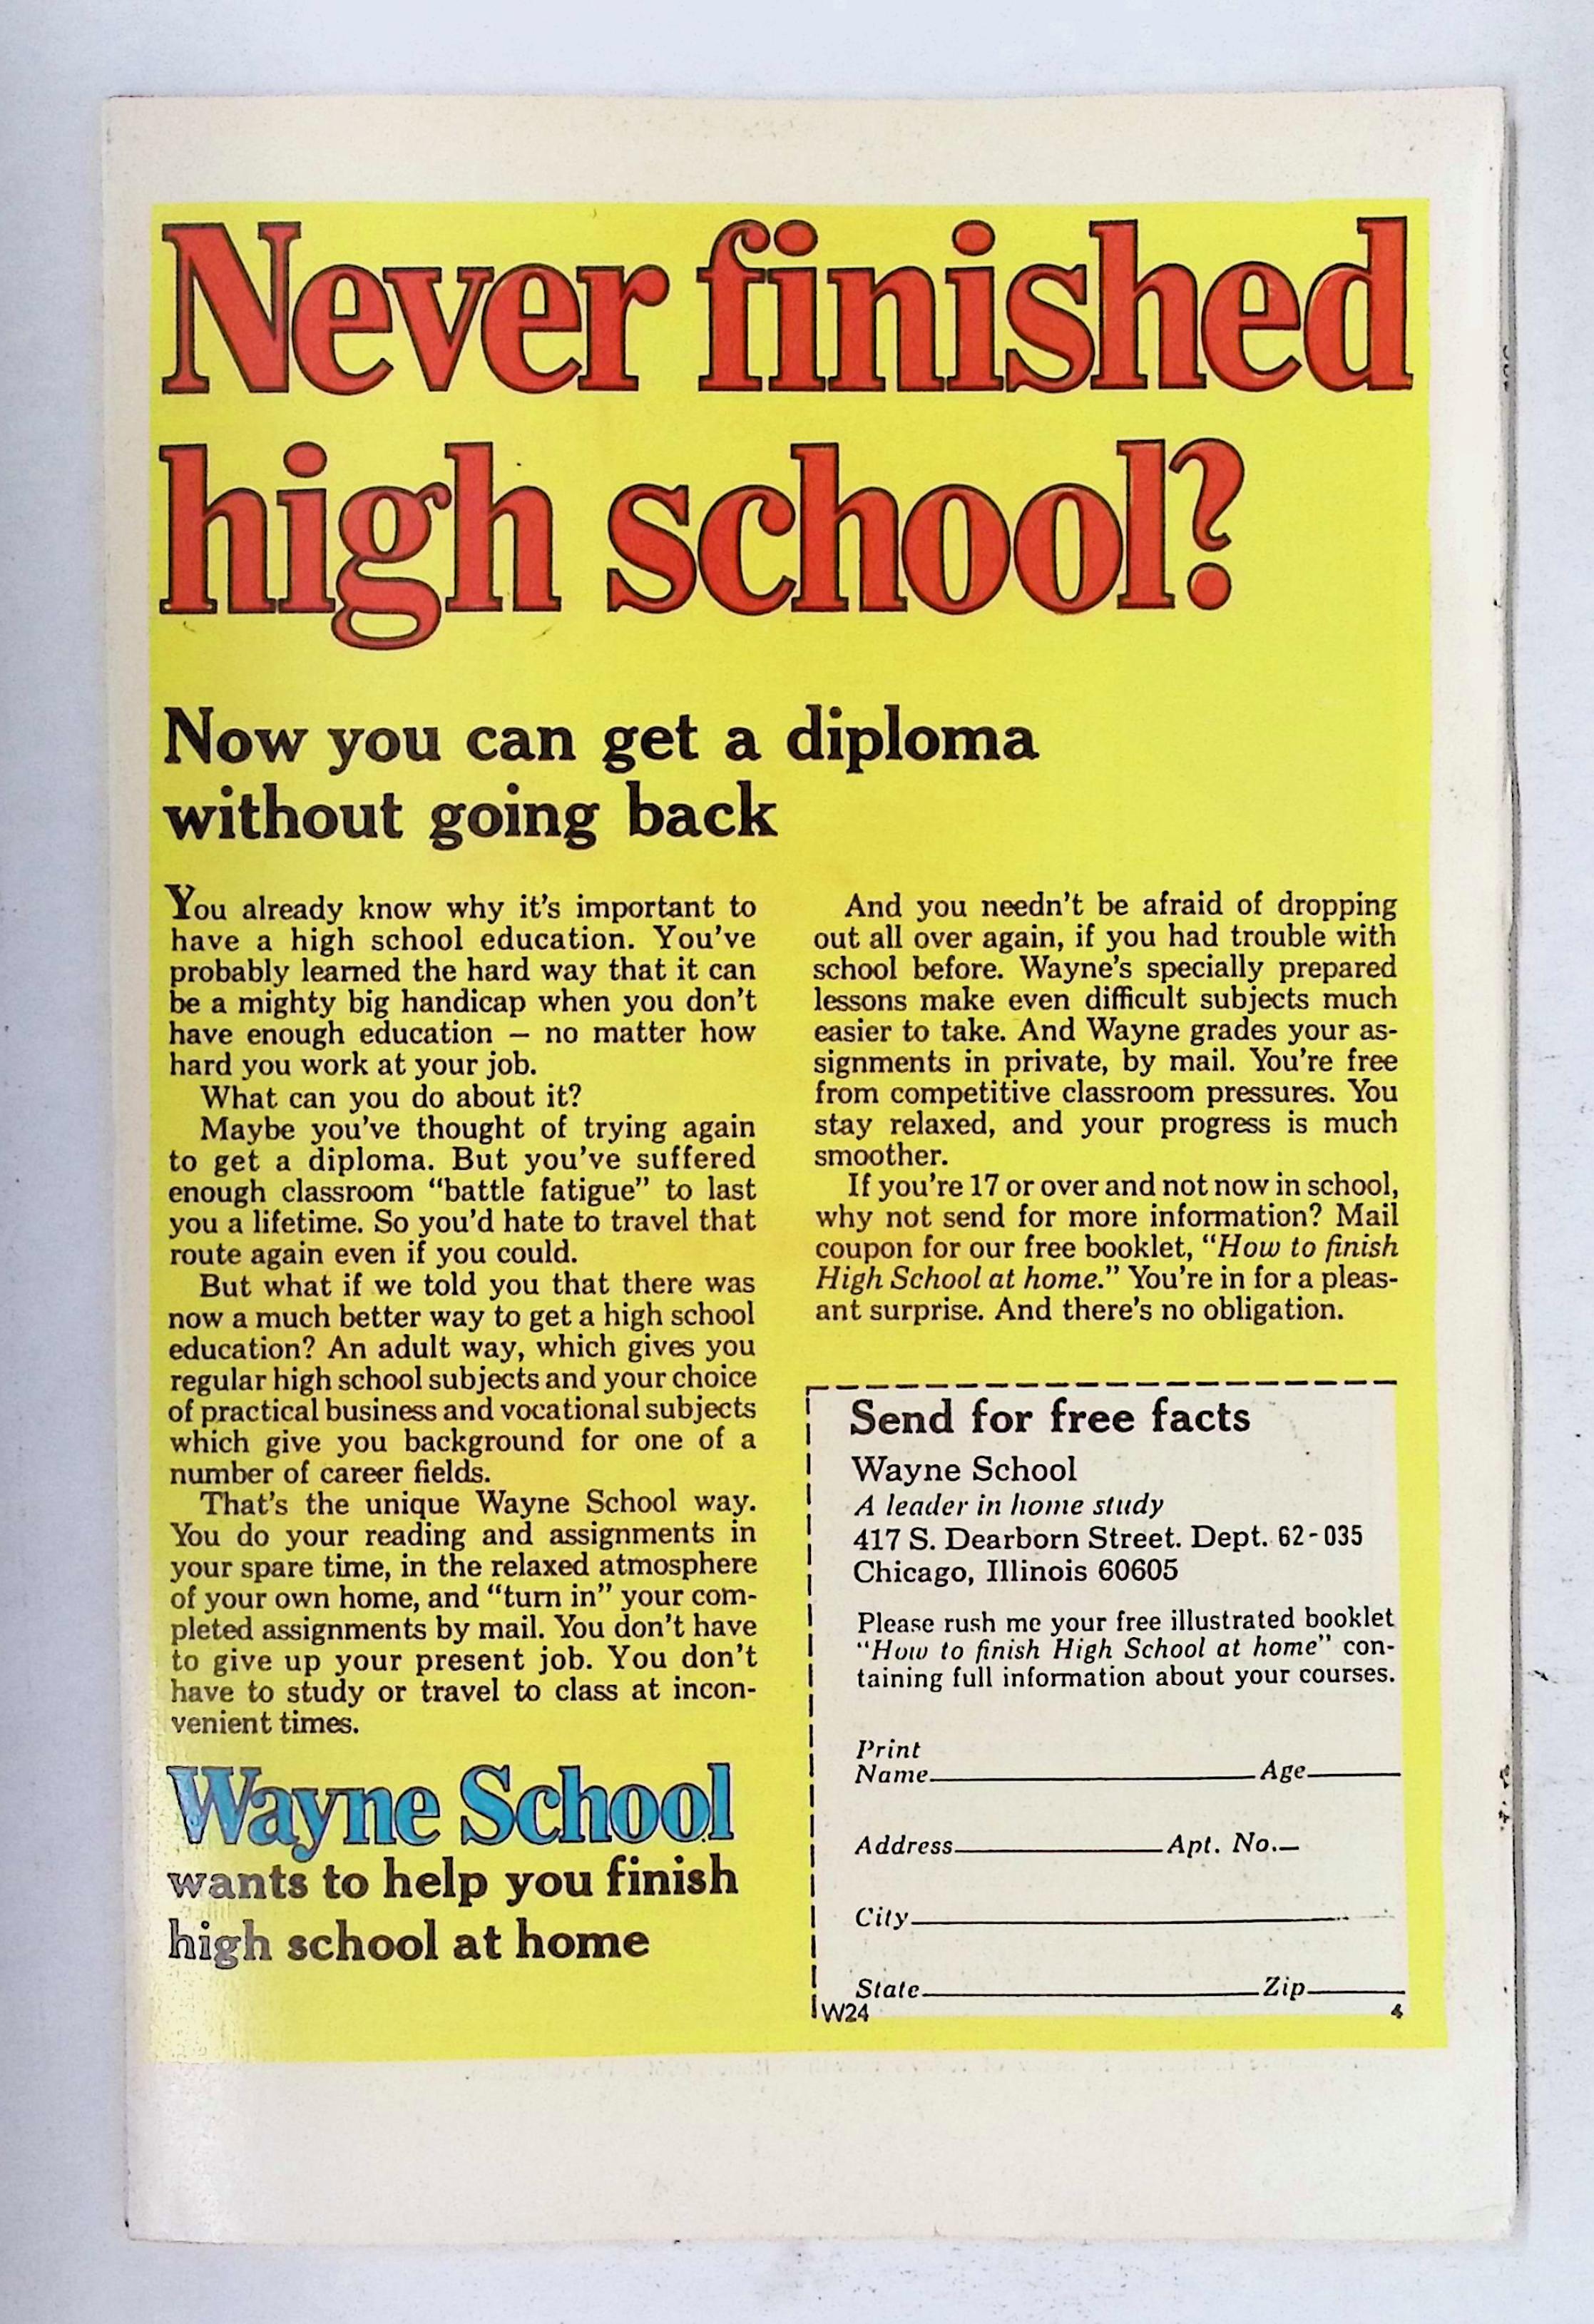 Never finished
high school?
Now you can get a diploma
without going back
You already know why it's important to
have a high school education. You've
probably learned the hard way that it can
be a mighty big handicap when you don't
have enough education — no matter how
hard you work at your job.
What can you do about it?
Maybe you've thought of trying again
to get a diploma. But you've suffered
enough classroom "battle fatigue" to last
you a lifetime. So you'd hate to travel that
route again even if you could.
But what if we told you that there was
now a much better way to get a high school
education? An adult way, which gives you
regular high school subjects and your choice
of practical business and vocational subjects
which give you background for one of a
number of career fields.
That's the unique Wayne School way.
You do your reading and assignments in
your spare time, in the relaxed atmosphere
of your own home, and "turn in" your com-
pleted assignments by mail. You don't have
to give up your present job. You don't
have to study or travel to class at incon-
venient times.
Wayne School
wants to help you finish
high school at home
And you needn't be afraid of dropping
out all over again, if you had trouble with
school before. Wayne's specially prepared
lessons make even difficult subjects much
easier to take. And Wayne grades your as-
signments in private, by mail. You're free
from competitive classroom pressures. You
stay relaxed, and your progress is much
smoother.
If you're 17 or over and not now in school,
why not send for more information? Mail
coupon for our free booklet, "How to finish
High School at home." You're in for a pleas-
ant surprise. And there's no obligation.
Send for free facts
Wayne School
A leader in home study
417 S. Dearborn Street. Dept. 62-035
Chicago, Illinois 60605
Please rush me your free illustrated booklet
"How to finish High School at home" con-
taining full information about your courses.
Print
Name Age
Address Apt. No.
City
State Zip
W24 4